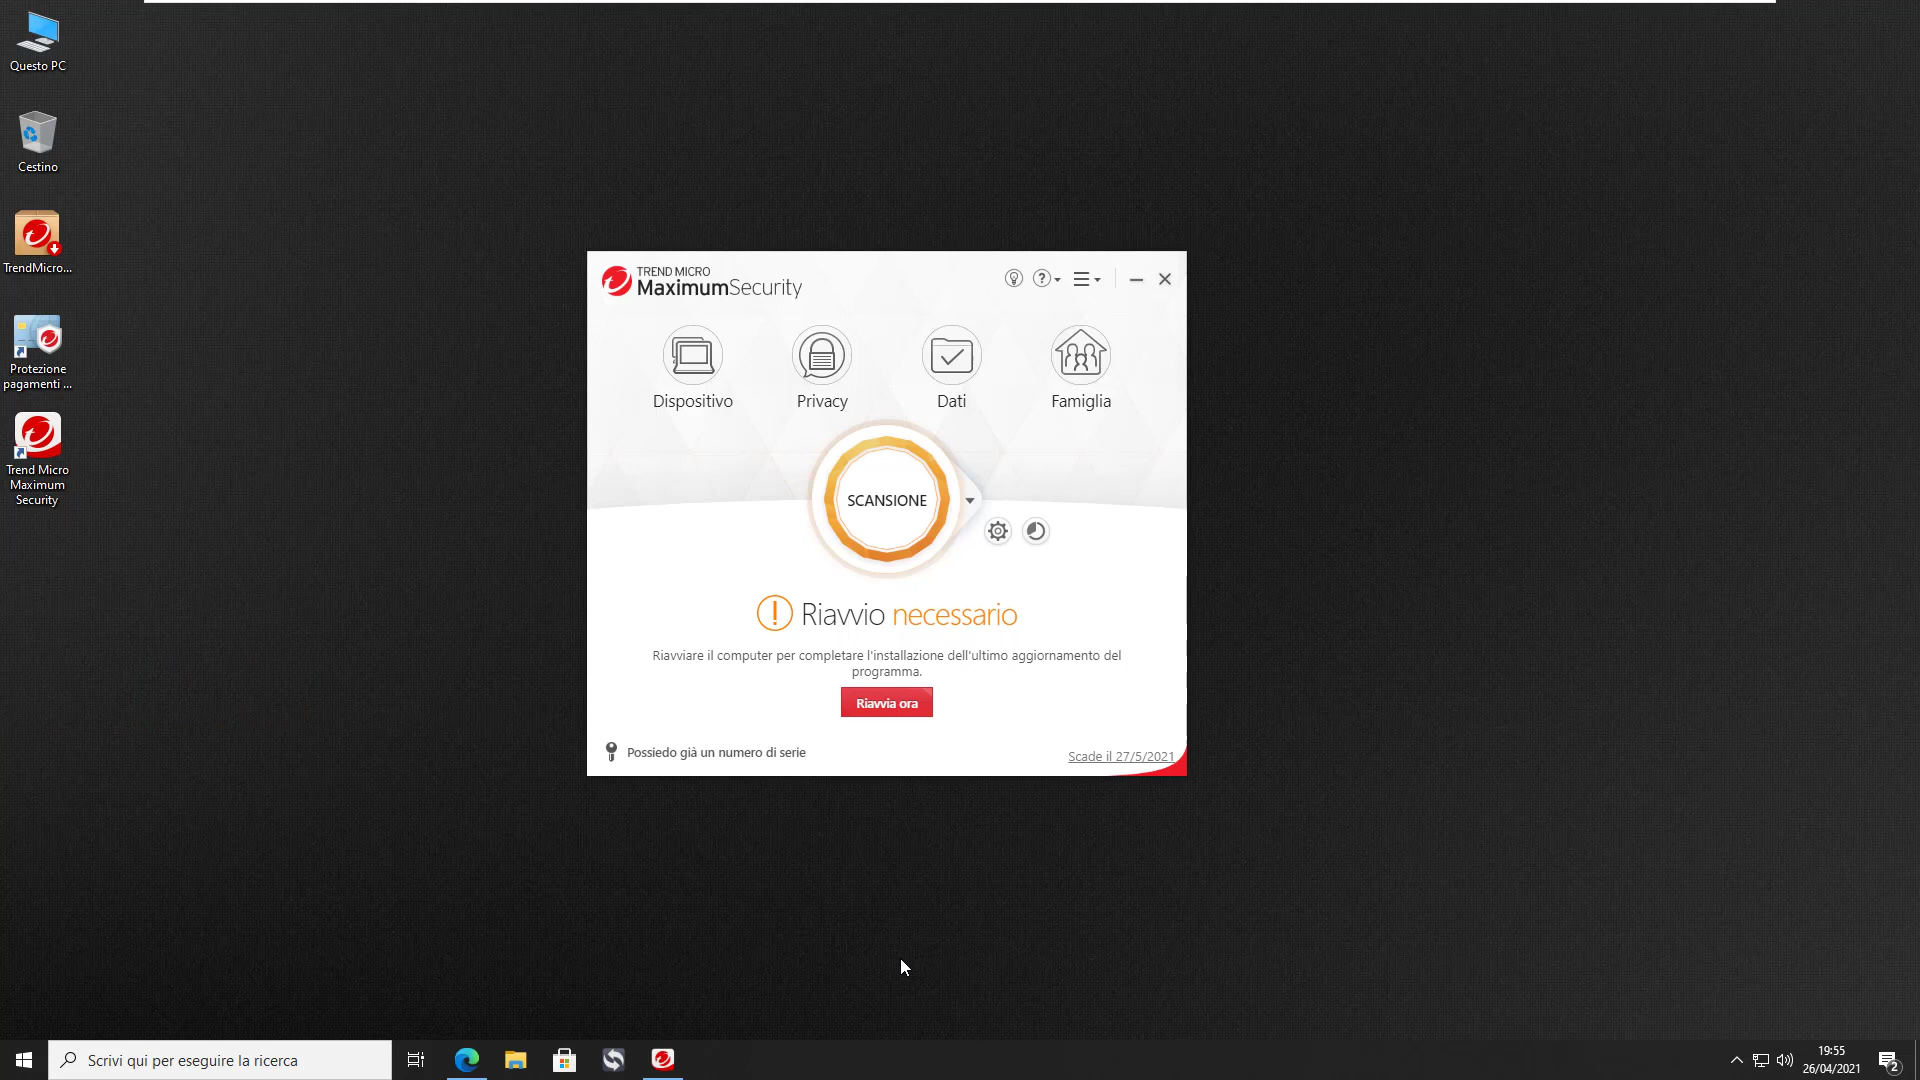 Questo PC
Cestino
TrendMicro...
Protezione
pagamenti ...
Trend Micro
Maximum
Security
TREND MICRO
MaximumSecurity
Dispositivo
Privacy
Dati
Famiglia
SCANSIONE
Riavvio necessario
Riavviare il computer per completare l'installazione dell'ultimo aggiornamento del
programma.
Riavvia ora
Possiedo già un numero di serie
Scade il 27/5/2021
Scrivi qui per eseguire la ricerca
19:55
26/04/2021
2